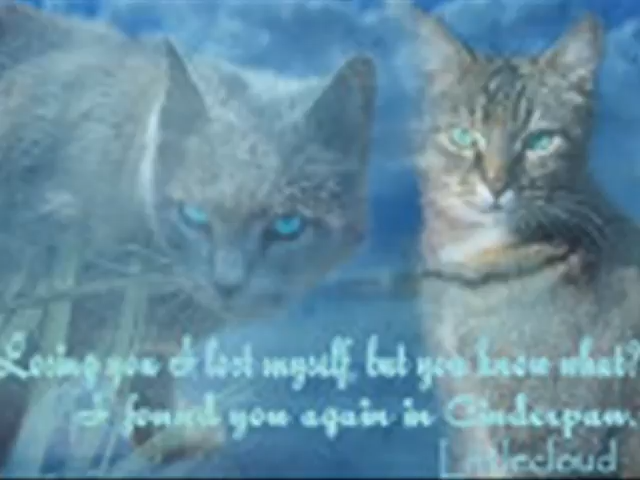 Losing you I lost myself, but you know what?
I found you again in Cinderpaw.
Littlecloud